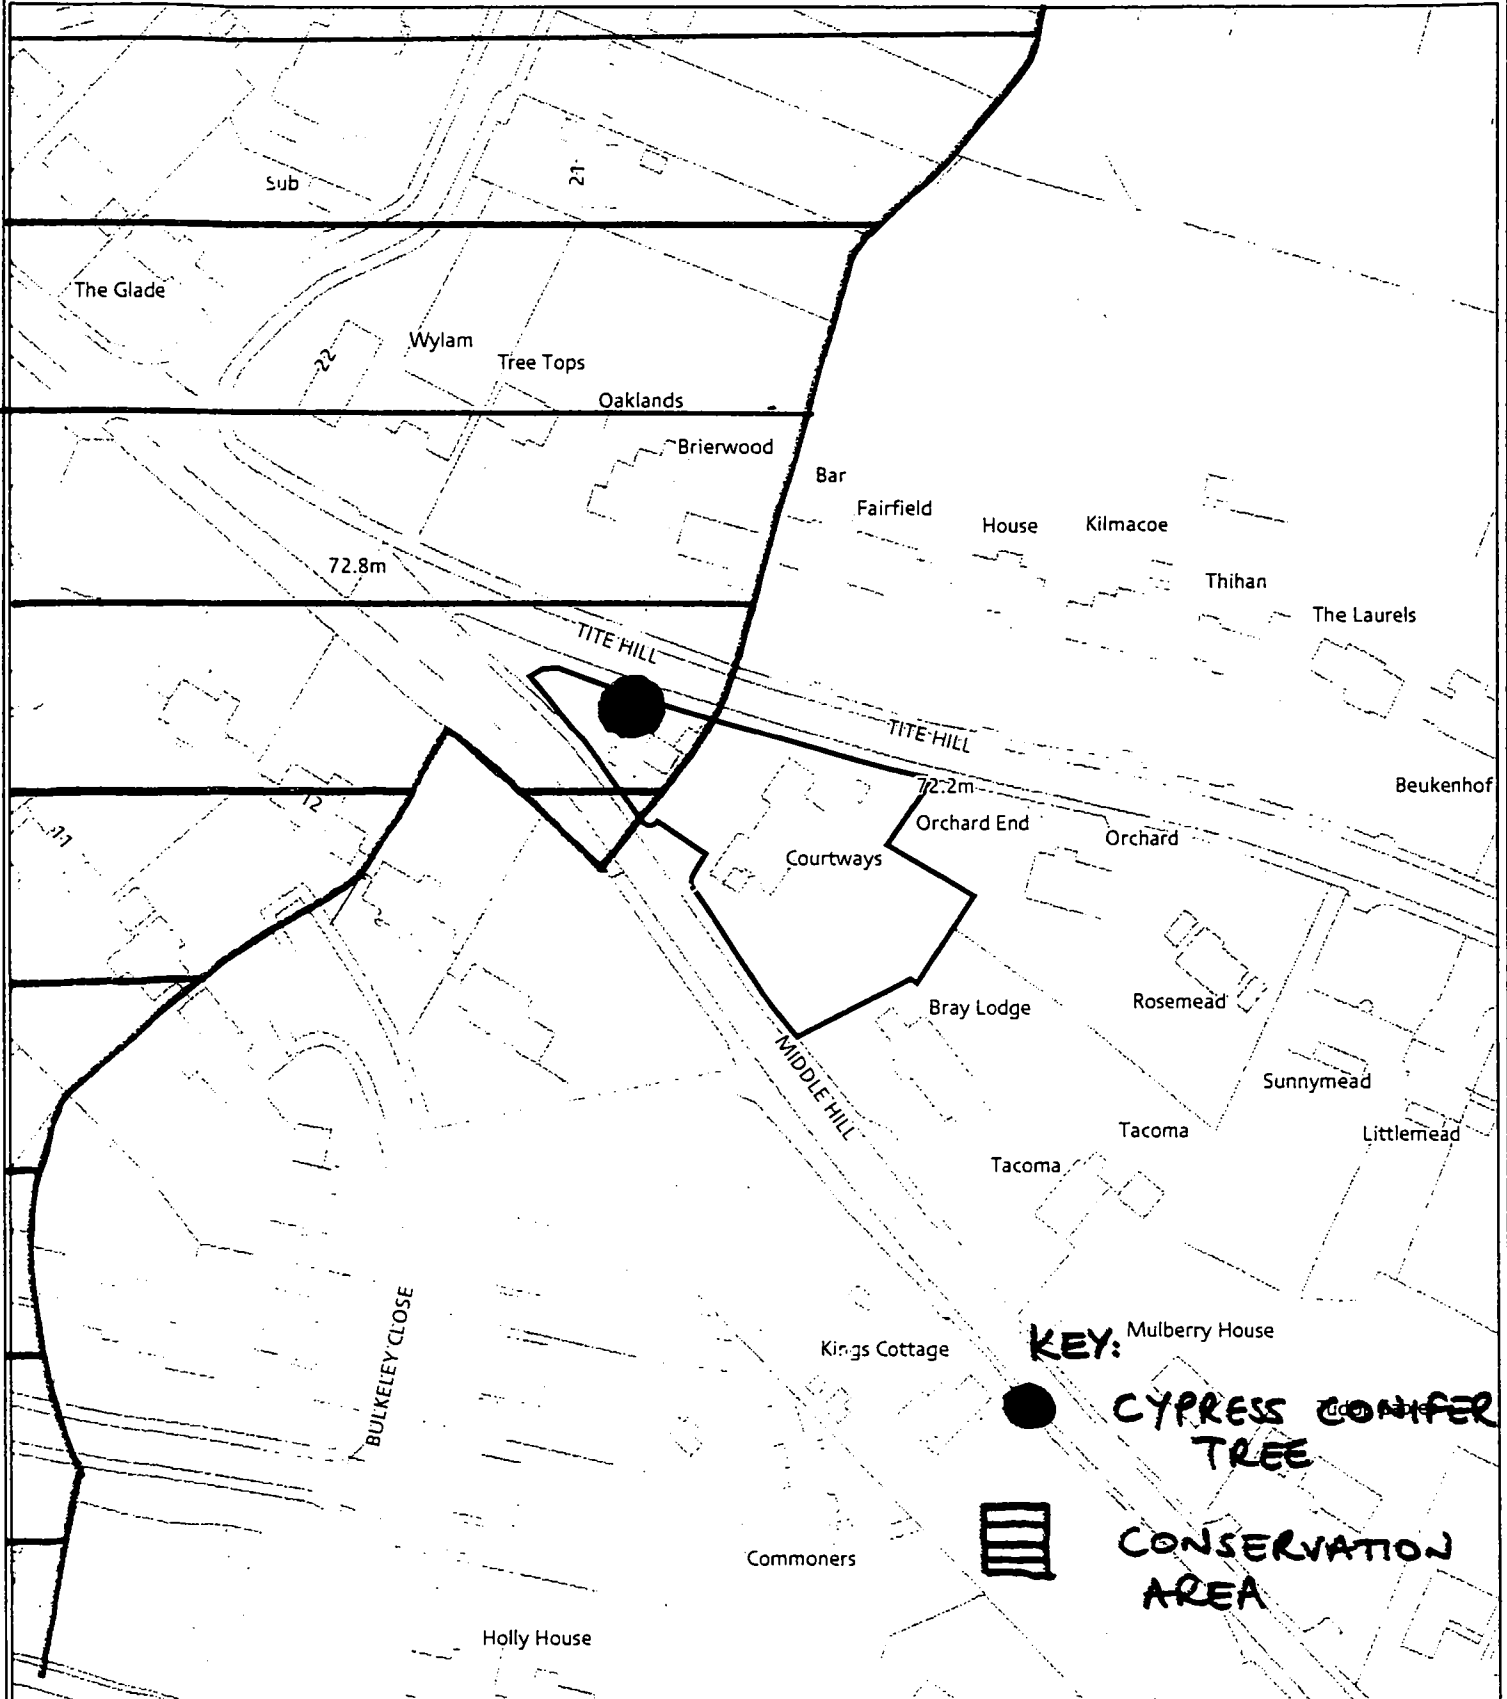 Sub
21
The Glade
22
Wylam
Tree Tops
Oaklands
Brierwood
Bar
Fairfield
House
Kilmacoe
72.8m
Thihan
The Laurels
TITE HILL
TITE HILL
72.2m
Beukenhof
12
11
Orchard End
Orchard
Courtways
2
Bray Lodge
Rosemead
MIDDLE HILL
Sunnymead
Tacoma
Littlemead
Tacoma
BULKELEY CLOSE
Kings Cottage
KEY:
Mulberry House
CYPRESS CONIFER
TREE
CONSERVATION
AREA
Commoners
Holly House